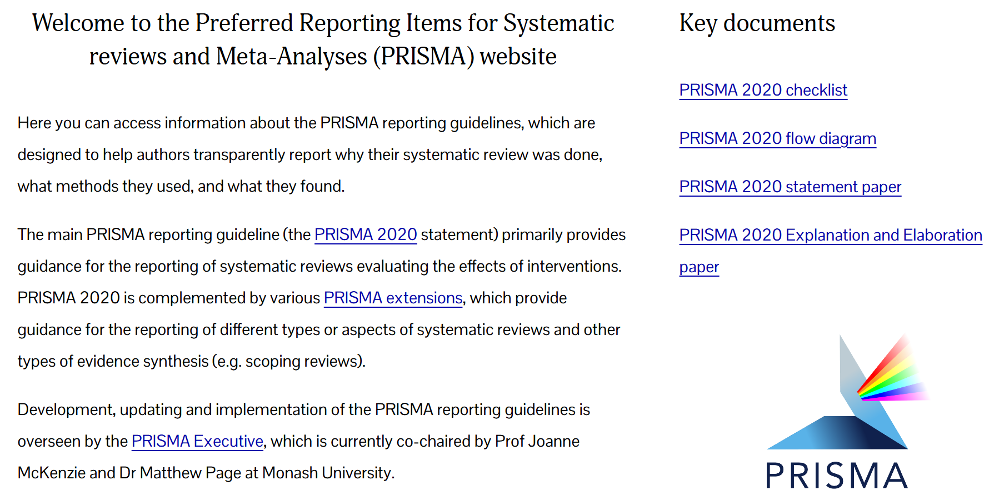 Welcome to the Preferred Reporting Items for Systematic
reviews and Meta-Analyses (PRISMA) website
Here you can access information about the PRISMA reporting guidelines, which are
designed to help authors transparently report why their systematic review was done,
what methods they used, and what they found.
The main PRISMA reporting guideline (the PRISMA 2020 statement) primarily provides
guidance for the reporting of systematic reviews evaluating the effects of interventions.
PRISMA 2020 is complemented by various PRISMA extensions, which provide
guidance for the reporting of different types or aspects of systematic reviews and other
types of evidence synthesis (e.g. scoping reviews).
Development, updating and implementation of the PRISMA reporting guidelines is
overseen by the PRISMA Executive, which is currently co-chaired by Prof Joanne
McKenzie and Dr Matthew Page at Monash University.
Key documents
PRISMA 2020 checklist
PRISMA 2020 flow diagram
PRISMA 2020 statement paper
PRISMA 2020 Explanation and Elaboration
paper
PRISMA